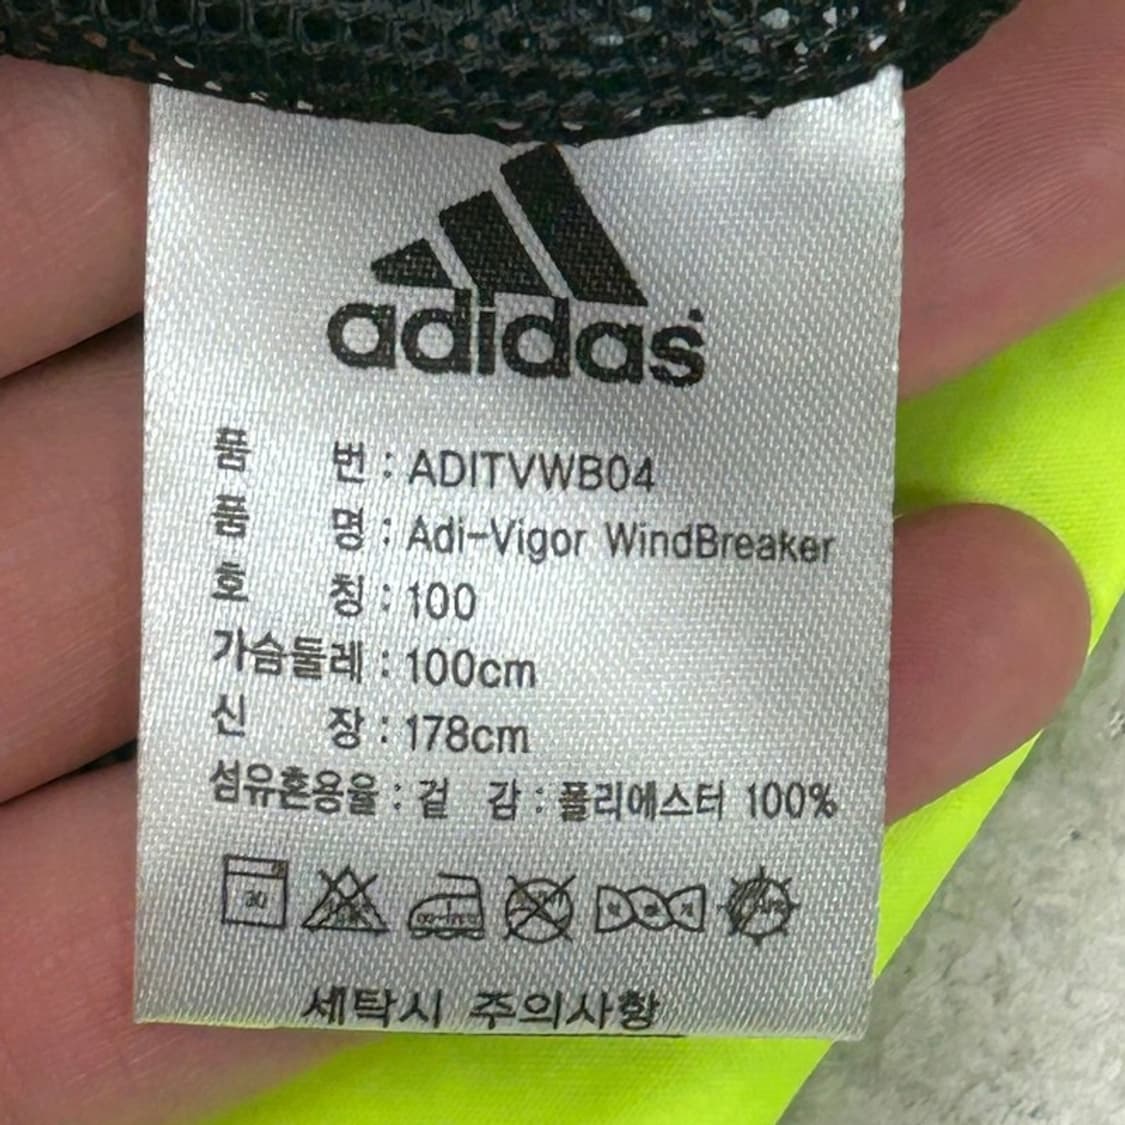 adidas
품 번 : ADITVWB04
품 명 : Adi-Vigor WindBreaker
호 칭 : 100
가슴둘레 : 100cm
신 장 : 178cm
섬유혼용율 : 겉 감 : 폴리에스터 100%
세탁시 주의사항